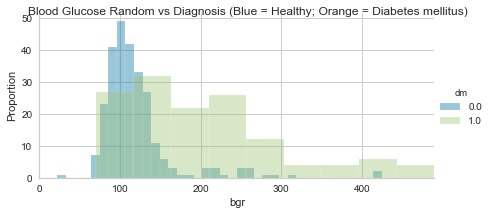 Blood Glucose Random vs Diagnosis (Blue = Healthy; Orange = Diabetes mellitus)
50
40
30
20
10
0
Proportion
0 100 200 300 400
bgr
dm
0.0
1.0